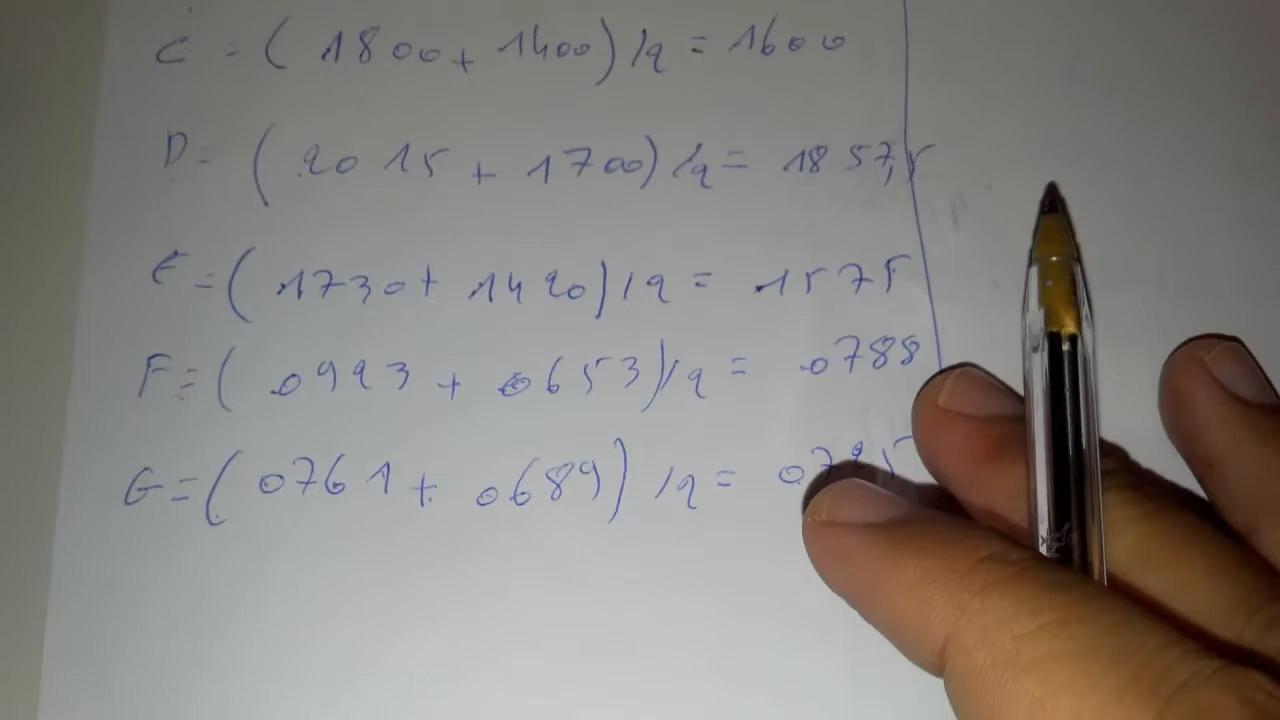 C = (1800 + 1400) /2 = 1600
D = (2015 + 1700) /2 = 1857,5
E = (1730 + 1420) /2 = 1575
F = (0923 + 0653) /2 = 0788
G = (0761 + 0689) /2 = 0725